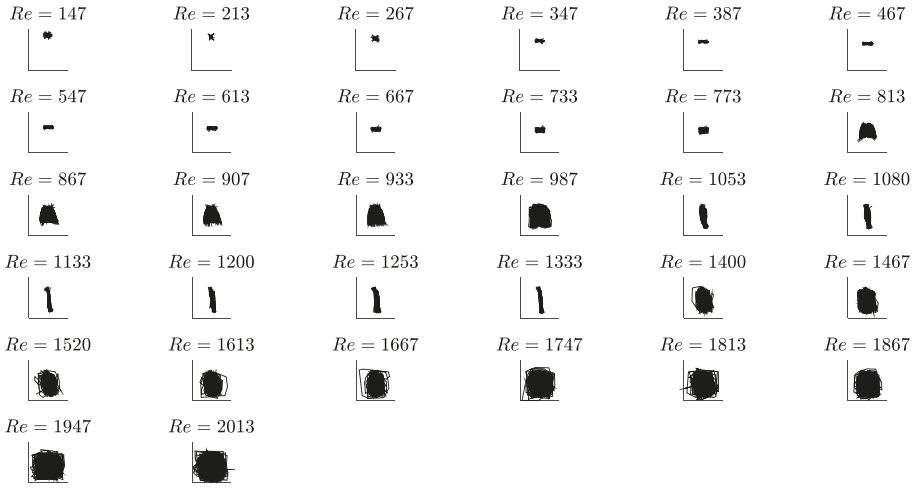 Re = 147 Re = 213 Re = 267 Re = 347 Re = 387 Re = 467
Re = 547 Re = 613 Re = 667 Re = 733 Re = 773 Re = 813
Re = 867 Re = 907 Re = 933 Re = 987 Re = 1053 Re = 1080
Re = 1133 Re = 1200 Re = 1253 Re = 1333 Re = 1400 Re = 1467
Re = 1520 Re = 1613 Re = 1667 Re = 1747 Re = 1813 Re = 1867
Re = 1947 Re = 2013